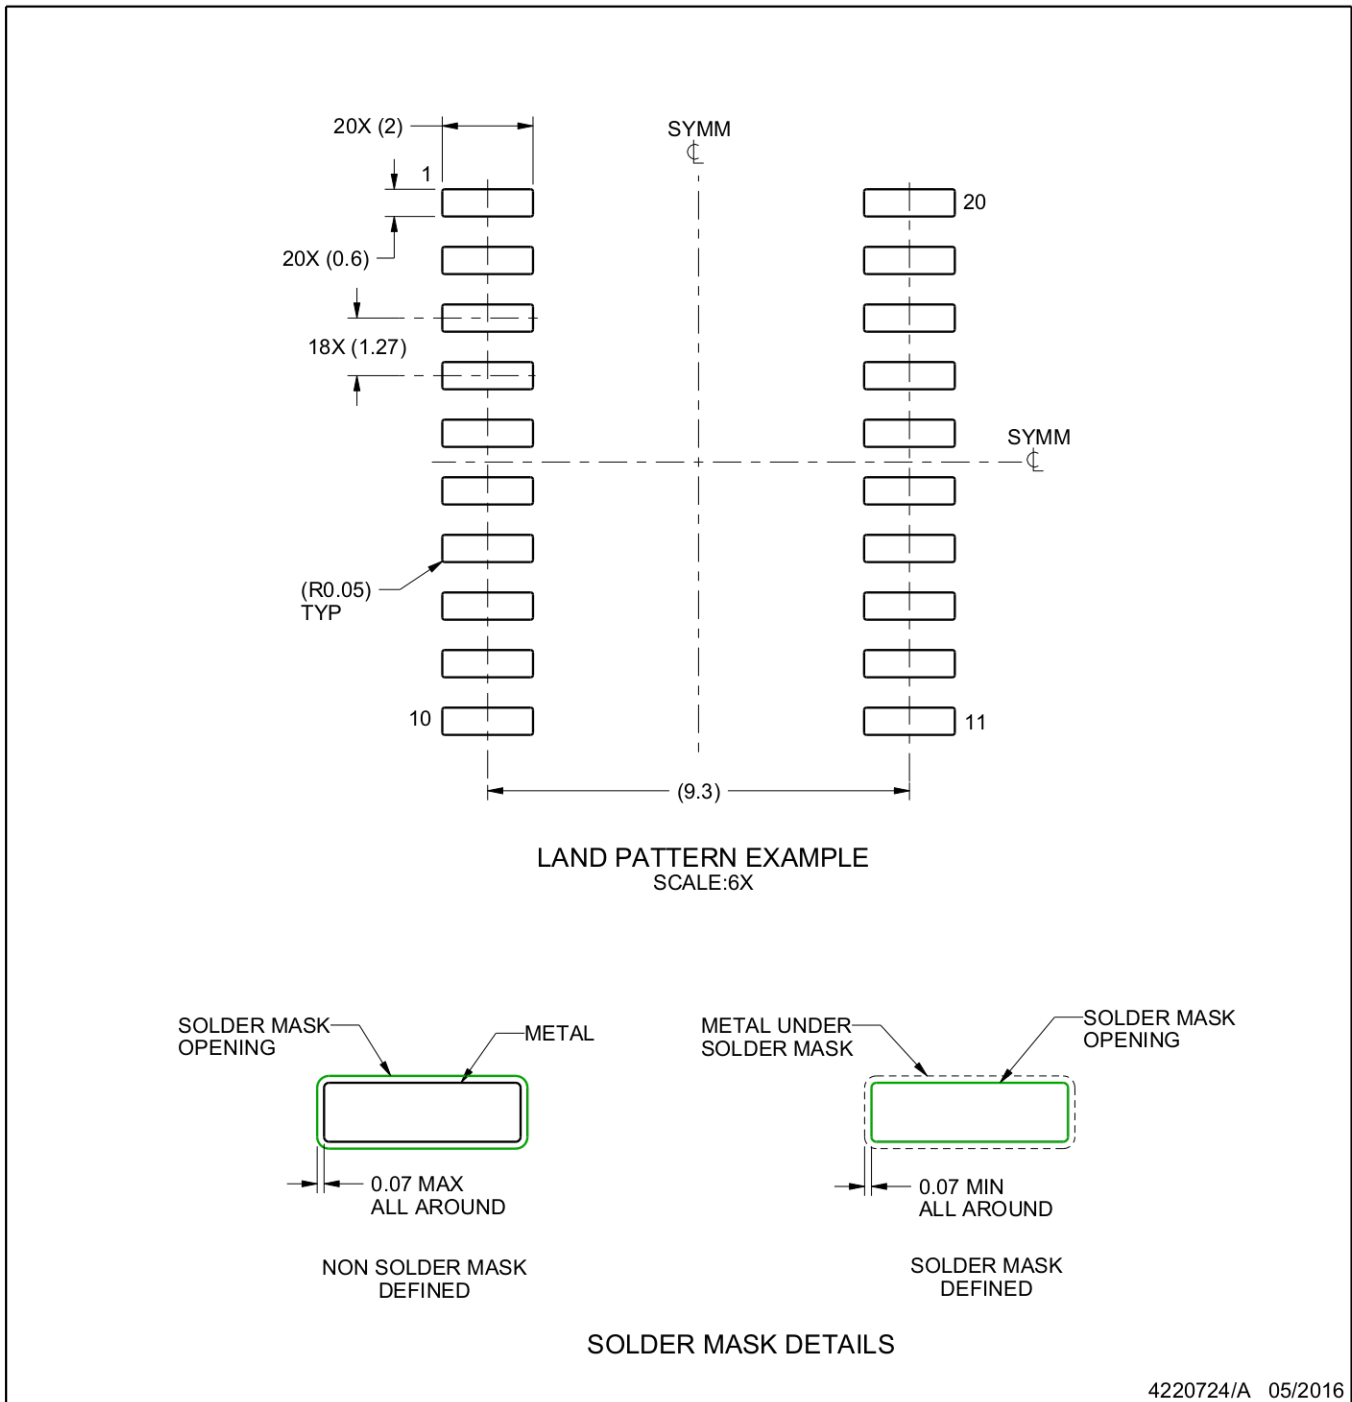 20X (2)
SYMM
1
20
20X (0.6)
18X (1.27)
SYMM
(R0.05)
TYP
10
11
(9.3)
LAND PATTERN EXAMPLE
SCALE:6X
SOLDER MASK
OPENING
METAL
METAL UNDER
SOLDER MASK
SOLDER MASK
OPENING
0.07 MAX
ALL AROUND
0.07 MIN
ALL AROUND
NON SOLDER MASK
DEFINED
SOLDER MASK
DEFINED
SOLDER MASK DETAILS
4220724/A 05/2016